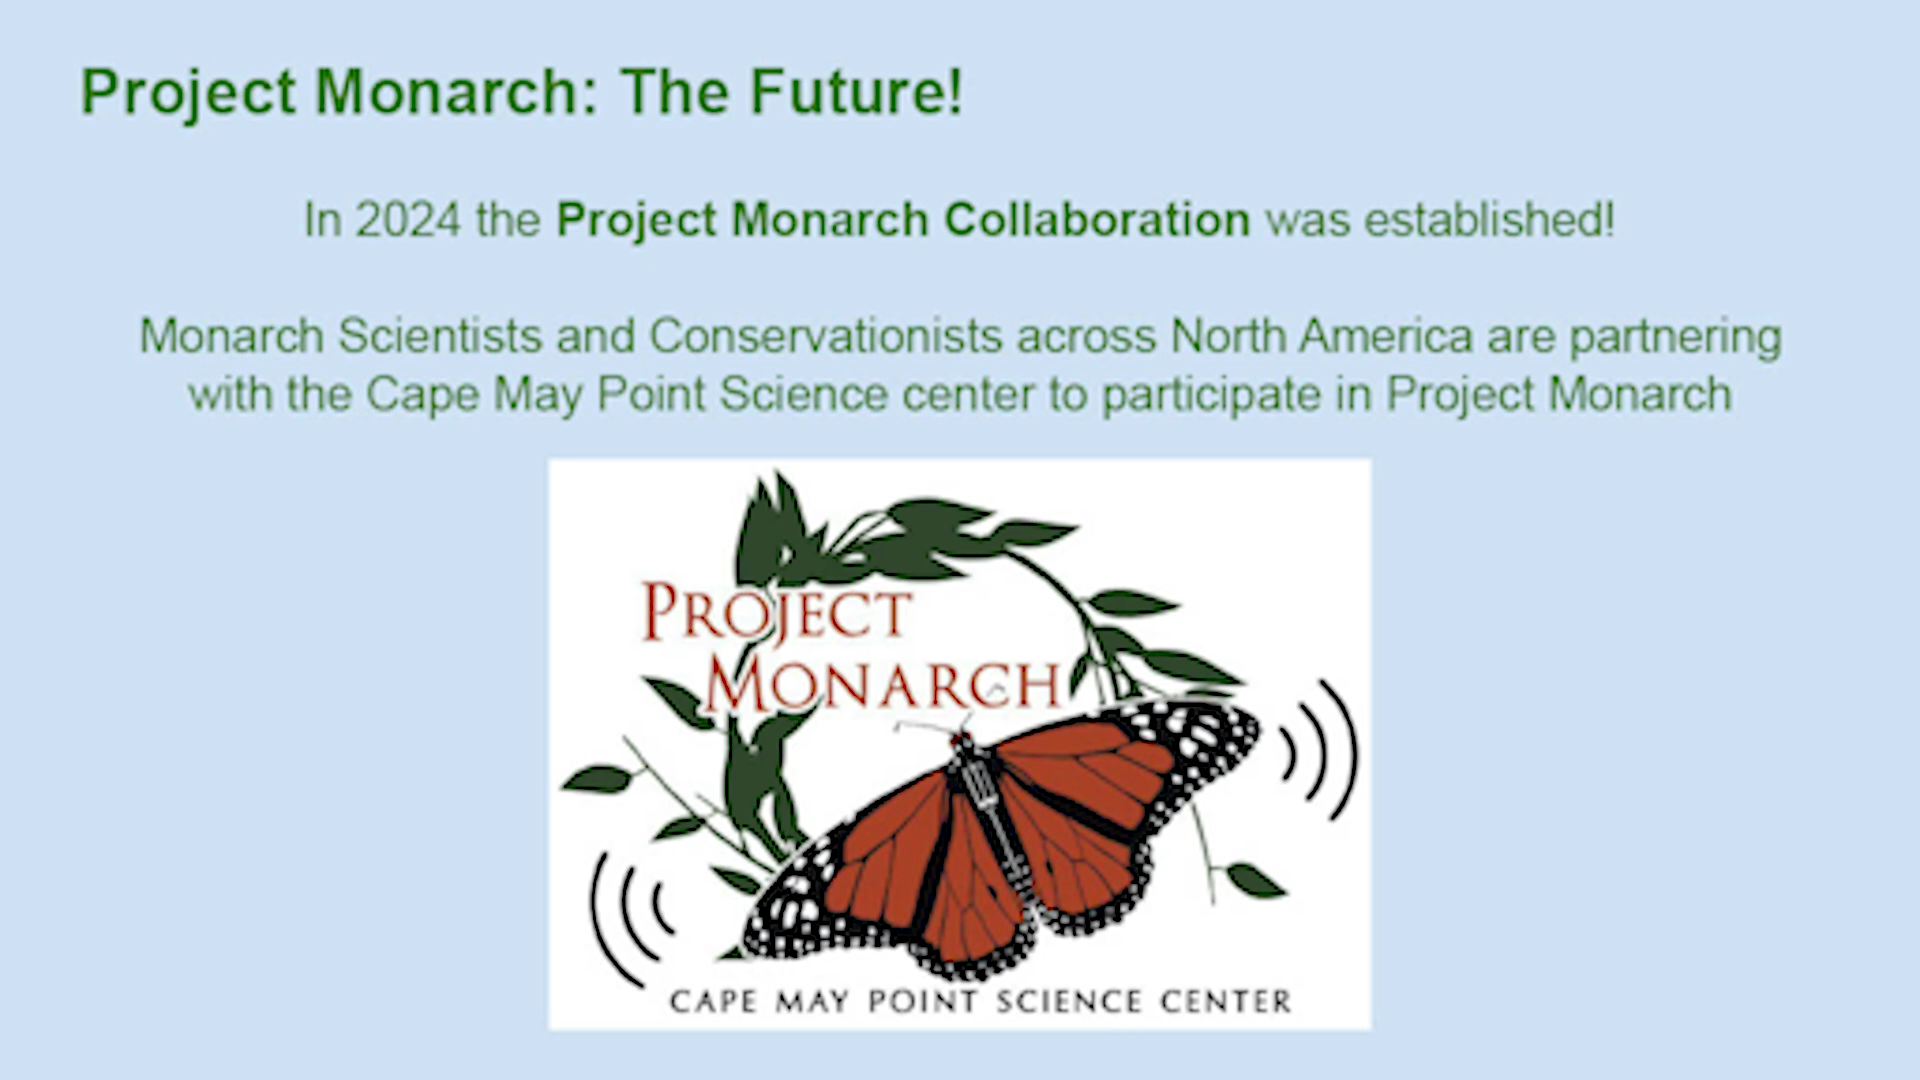 Project Monarch: The Future!
In 2024 the Project Monarch Collaboration was established!
Monarch Scientists and Conservationists across North America are partnering
with the Cape May Point Science center to participate in Project Monarch
PROJECT
MONARCH
CAPE MAY POINT SCIENCE CENTER